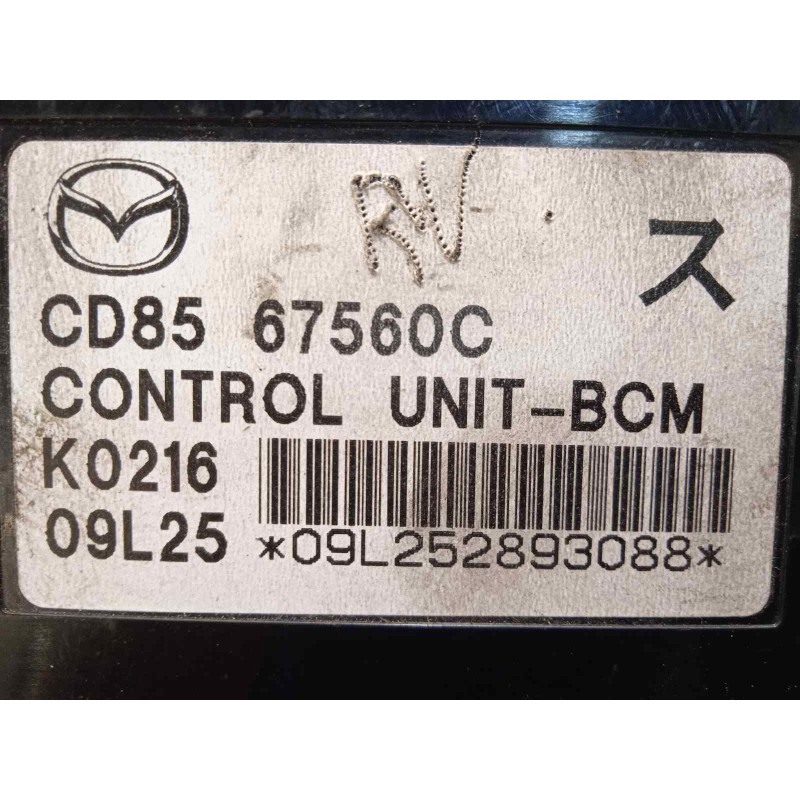 RW
ス
CD85 67560C
CONTROL UNIT-BCM
K0216
09L25
*09L252893088*